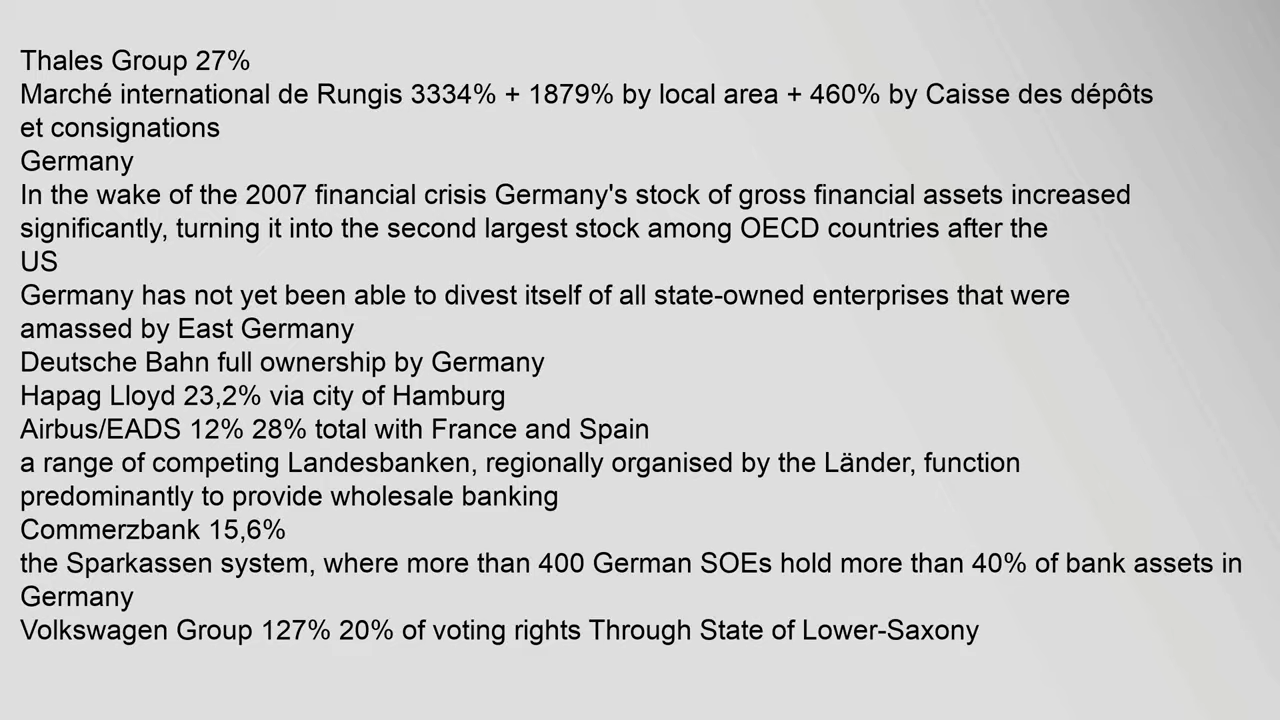 Thales Group 27%
Marché international de Rungis 3334% + 1879% by local area + 460% by Caisse des dépôts
et consignations
Germany
In the wake of the 2007 financial crisis Germany's stock of gross financial assets increased
significantly, turning it into the second largest stock among OECD countries after the
US
Germany has not yet been able to divest itself of all state-owned enterprises that were
amassed by East Germany
Deutsche Bahn full ownership by Germany
Hapag Lloyd 23,2% via city of Hamburg
Airbus/EADS 12% 28% total with France and Spain
a range of competing Landesbanken, regionally organised by the Länder, function
predominantly to provide wholesale banking
Commerzbank 15,6%
the Sparkassen system, where more than 400 German SOEs hold more than 40% of bank assets in
Germany
Volkswagen Group 127% 20% of voting rights Through State of Lower-Saxony